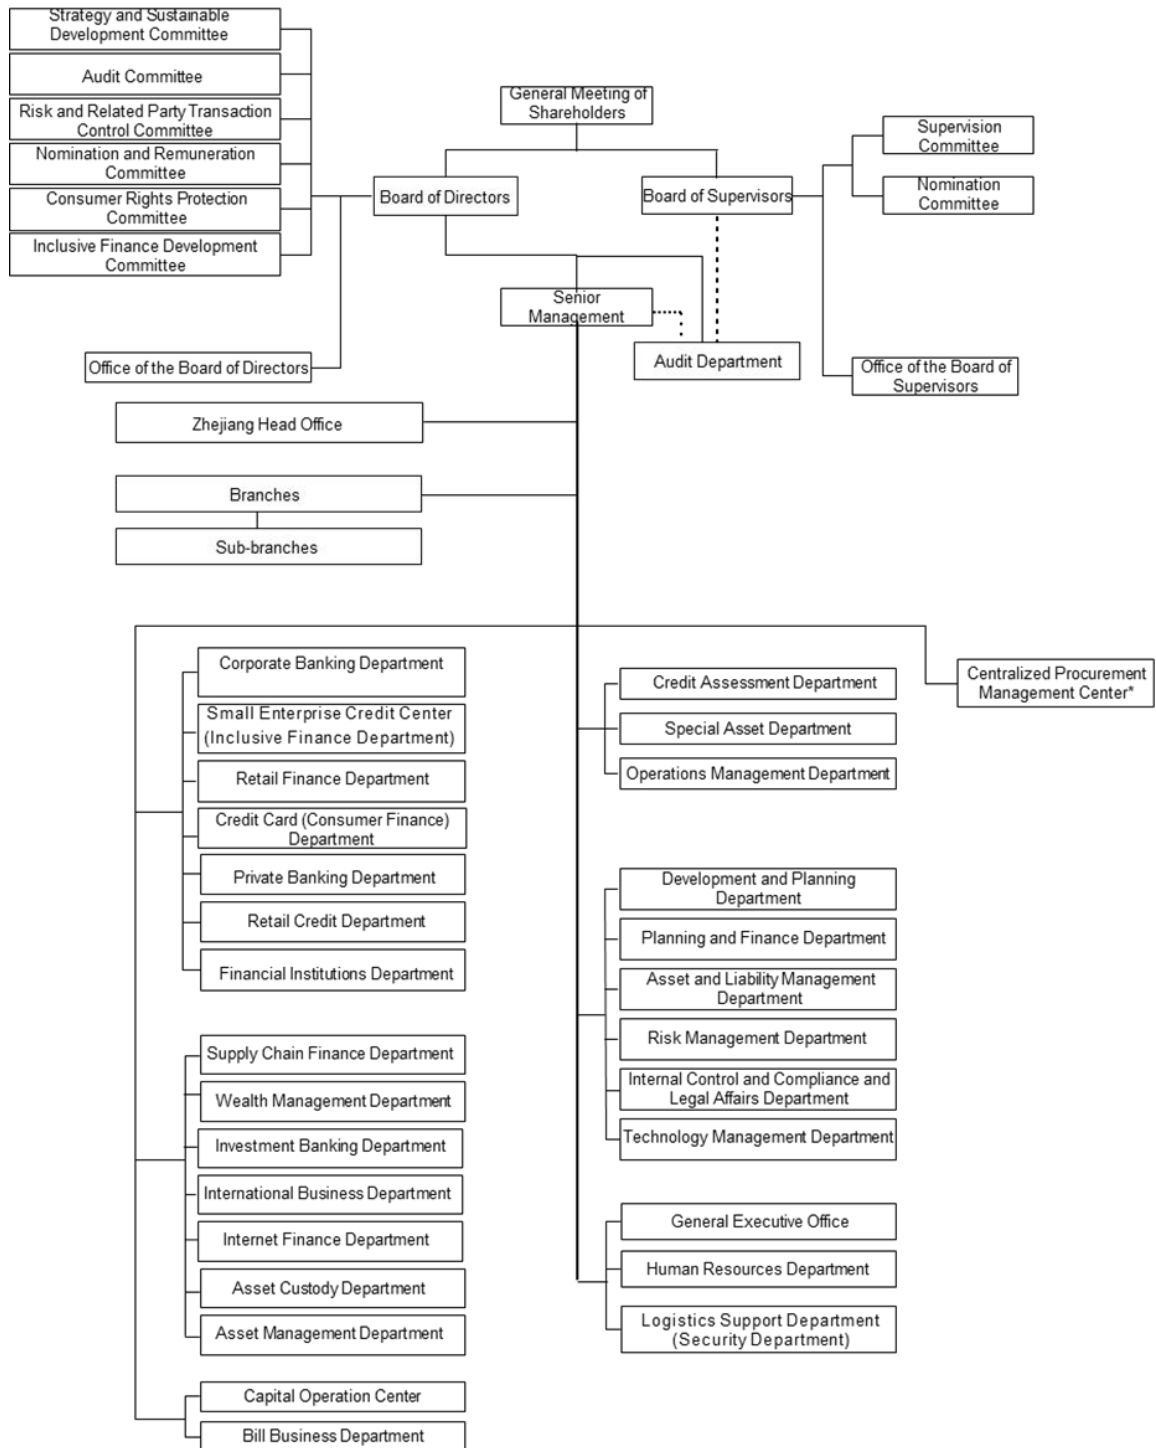 Strategy and Sustainable
Development Committee
Audit Committee
Risk and Related Party Transaction
Control Committee
Nomination and Remuneration
Committee
Consumer Rights Protection
Committee
Inclusive Finance Development
Committee
General Meeting of
Shareholders
Board of Directors
Board of Supervisors
Supervision
Committee
Nomination
Committee
Senior
Management
Audit Department
Office of the Board of Directors
Office of the Board of
Supervisors
Zhejiang Head Office
Branches
Sub-branches
Corporate Banking Department
Small Enterprise Credit Center
(Inclusive Finance Department)
Retail Finance Department
Credit Card (Consumer Finance)
Department
Private Banking Department
Retail Credit Department
Financial Institutions Department
Supply Chain Finance Department
Wealth Management Department
Investment Banking Department
International Business Department
Internet Finance Department
Asset Custody Department
Asset Management Department
Capital Operation Center
Bill Business Department
Credit Assessment Department
Special Asset Department
Operations Management Department
Development and Planning
Department
Planning and Finance Department
Asset and Liability Management
Department
Risk Management Department
Internal Control and Compliance and
Legal Affairs Department
Technology Management Department
General Executive Office
Human Resources Department
Logistics Support Department
(Security Department)
Centralized Procurement
Management Center*